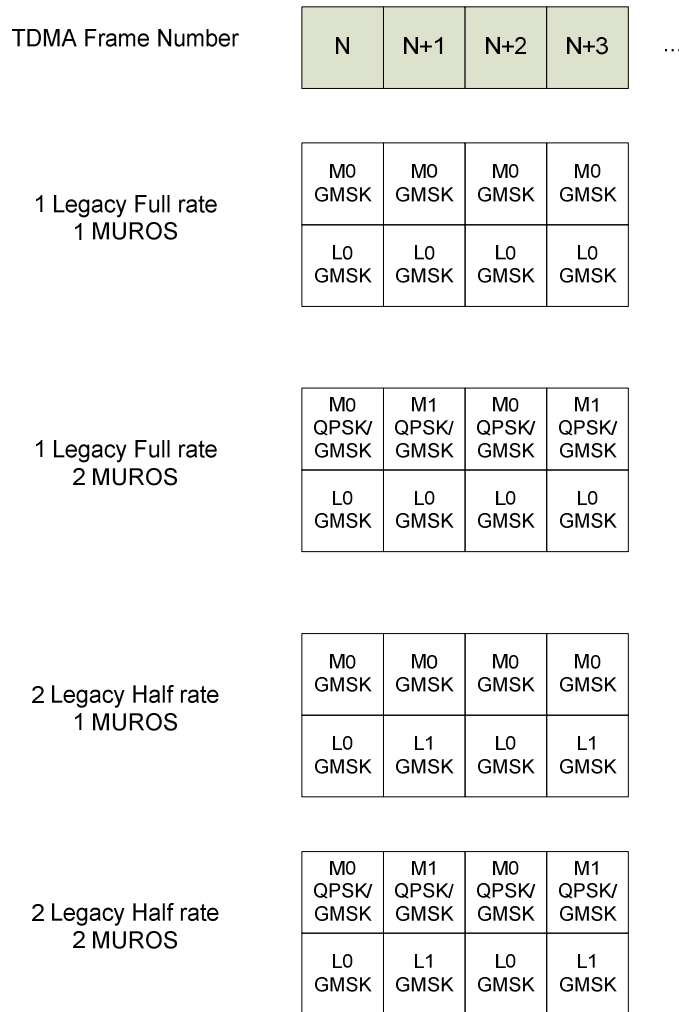 TDMA Frame Number
N N+1 N+2 N+3 ...
1 Legacy Full rate
1 MUROS
M0 M0 M0 M0
GMSK GMSK GMSK GMSK
L0 L0 L0 L0
GMSK GMSK GMSK GMSK
1 Legacy Full rate
2 MUROS
M0 M1 M0 M1
QPSK/ QPSK/ QPSK/ QPSK/
GMSK GMSK GMSK GMSK
L0 L0 L0 L0
GMSK GMSK GMSK GMSK
2 Legacy Half rate
1 MUROS
M0 M0 M0 M0
GMSK GMSK GMSK GMSK
L0 L1 L0 L1
GMSK GMSK GMSK GMSK
2 Legacy Half rate
2 MUROS
M0 M1 M0 M1
QPSK/ QPSK/ QPSK/ QPSK/
GMSK GMSK GMSK GMSK
L0 L1 L0 L1
GMSK GMSK GMSK GMSK